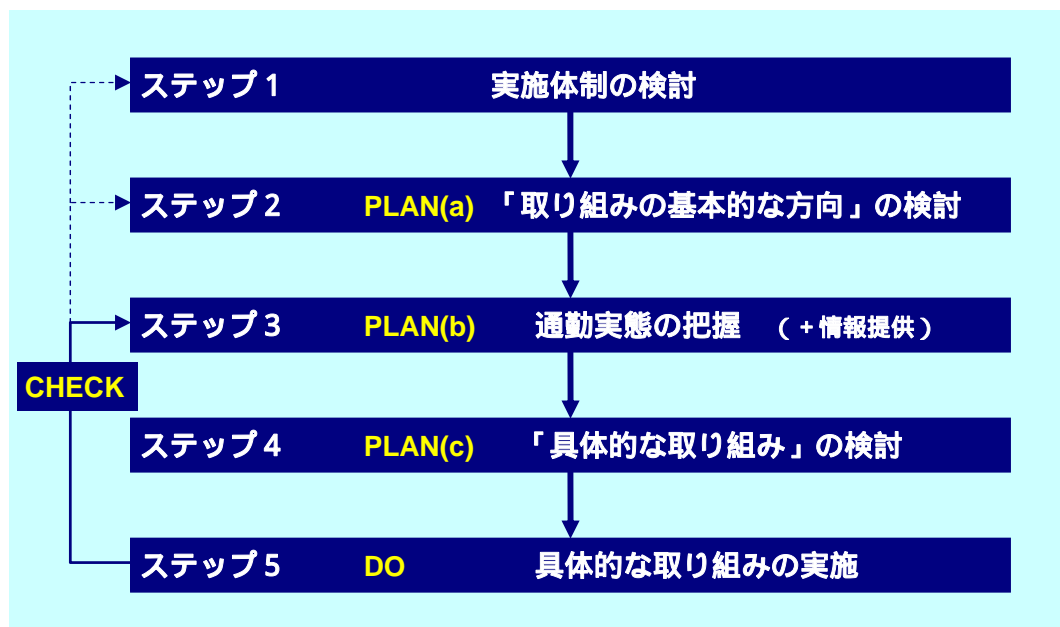 ステップ1 実施体制の検討
ステップ2 PLAN(a) 「取り組みの基本的な方向」の検討
ステップ3 PLAN(b) 通勤実態の把握 (+情報提供)
CHECK
ステップ4 PLAN(c) 「具体的な取り組み」の検討
ステップ5 DO 具体的な取り組みの実施